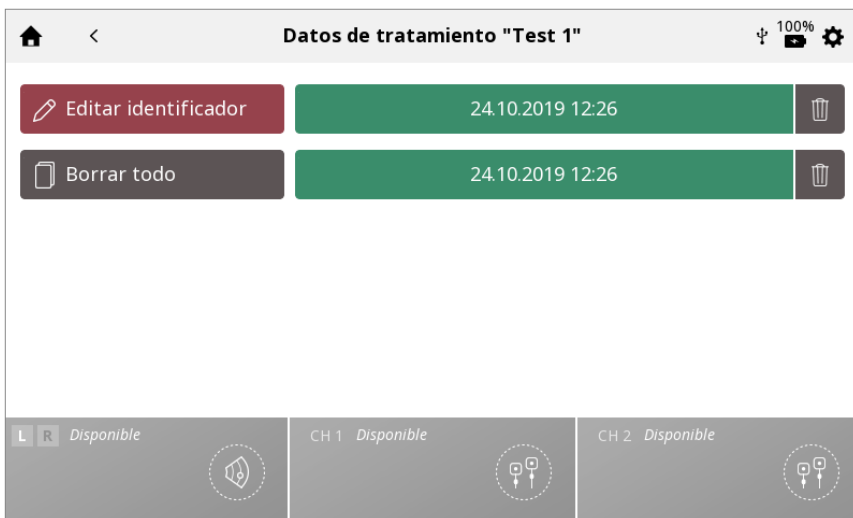 Datos de tratamiento "Test 1"
100%
Editar identificador
24.10.2019 12:26
Borrar todo
24.10.2019 12:26
L R Disponible
CH 1 Disponible
CH 2 Disponible